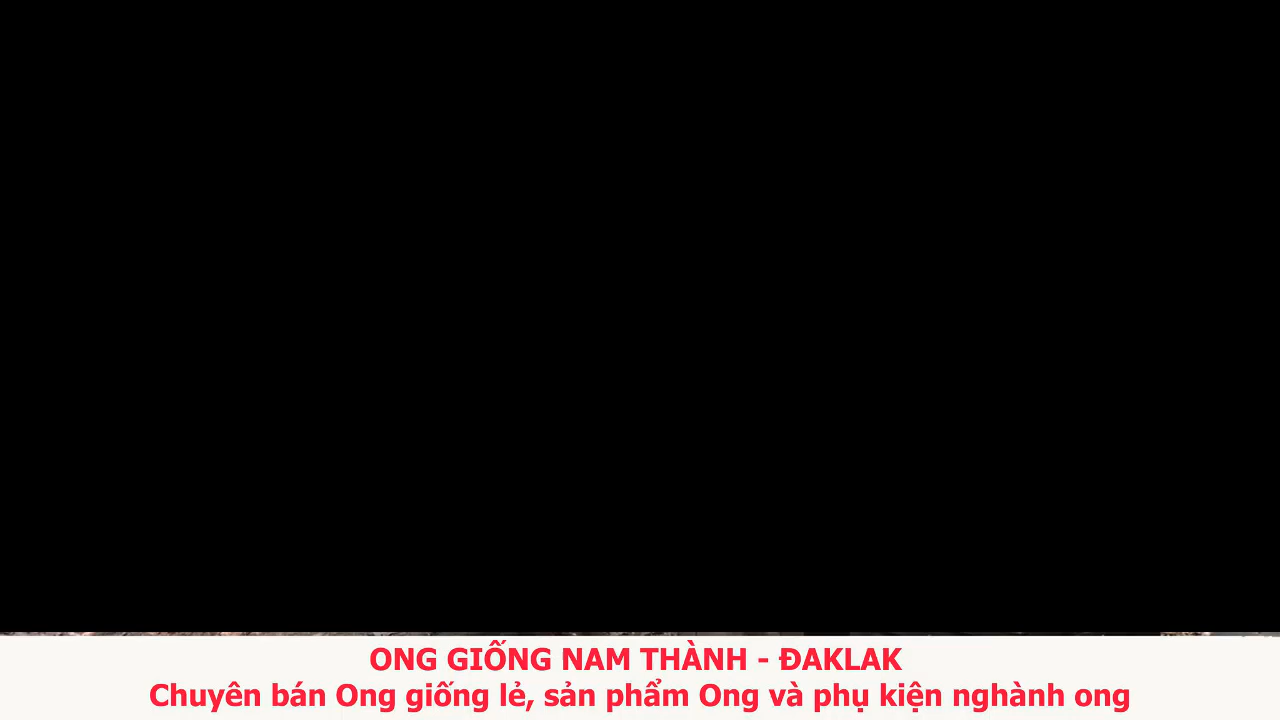 ONG GIỐNG NAM THÀNH - ĐAKLAK
Chuyên bán Ong giống lẻ, sản phẩm Ong và phụ kiện nghành ong